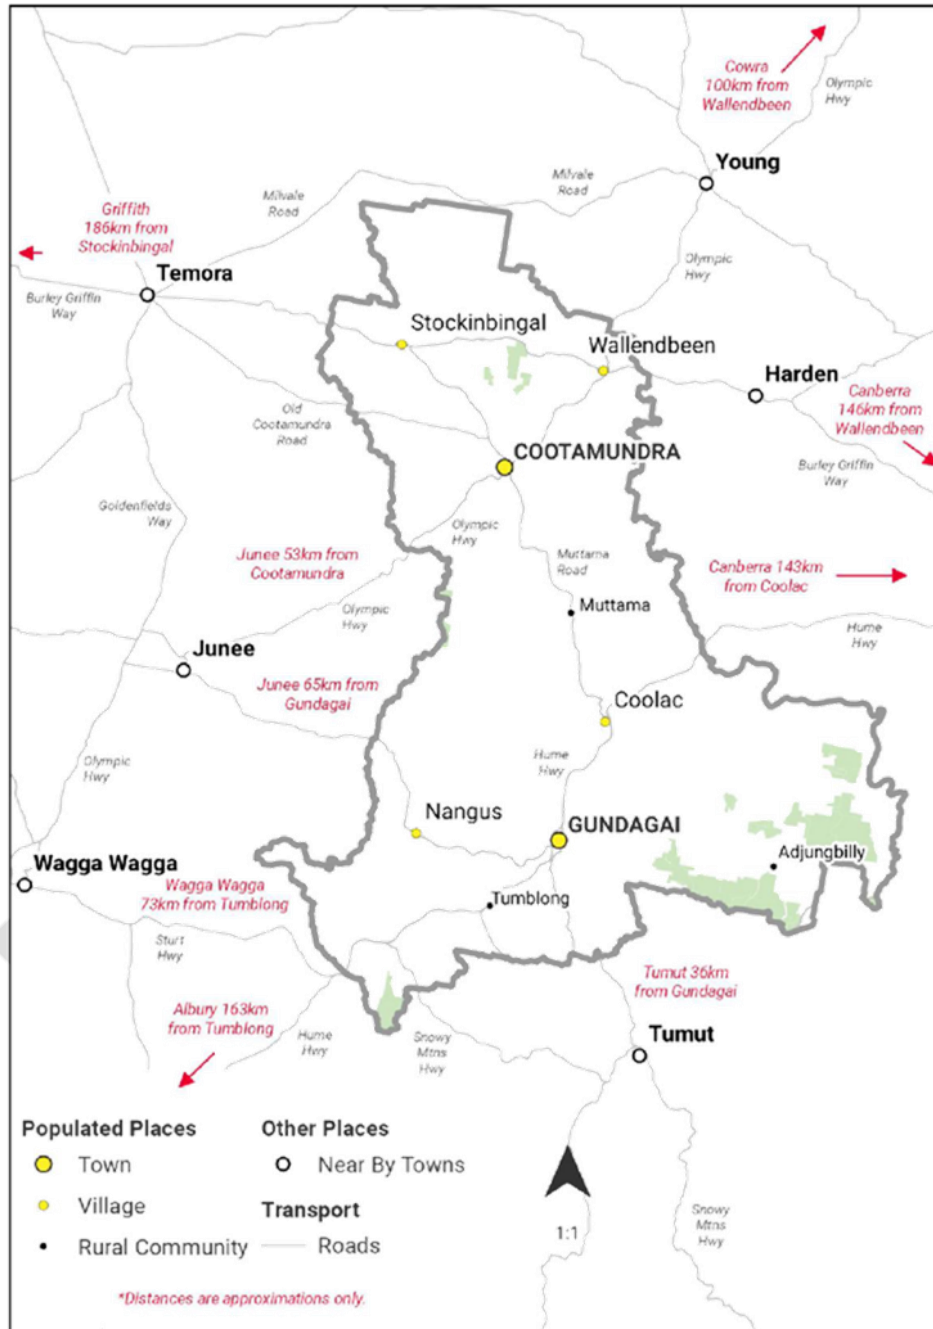 Cowra
100km from
Wallendbeen
Olympic
Hwy
Young
Milvale
Road
Milvale
Road
Griffith
186km from
Stockinbingal
Temora
Burley Griffin
Way
Olympic
Hwy
Stockinbingal
Wallendbeen
Harden
Canberra
146km from
Wallendbeen
Old
Cootamundra
Road
COOTAMUNDRA
Burley Griffin
Way
Goldenfields
Way
Olympic
Hwy
Junee 53km from
Cootamundra
Muttama
Road
Canberra 143km
from Coolac
Muttama
Olympic
Hwy
Hume
Hwy
Junee
Junee 65km from
Gundagai
Coolac
Olympic
Hwy
Hume
Hwy
Nangus
GUNDAGAI
Adjungbilly
Wagga Wagga
Wagga Wagga
73km from Tumblong
Tumblong
Sturt
Hwy
Tumut 36km
from Gundagai
Albury 163km
from Tumblong
Hume
Hwy
Snowy
Mtns
Hwy
Tumut
Populated Places
Town
Village
Rural Community
Other Places
Near By Towns
Transport
Roads
1:1
Snowy
Mtns
Hwy
*Distances are approximations only.